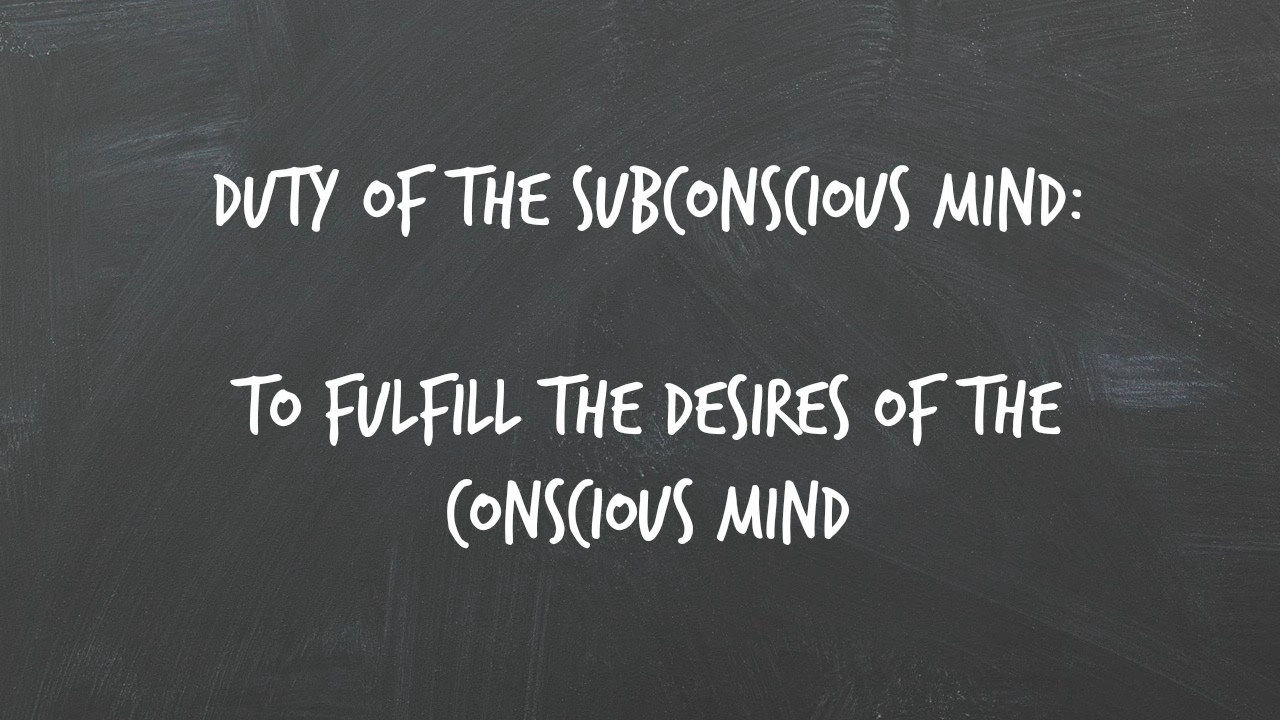 DUTY OF THE SUBCONSCIOUS MIND:
TO FULFILL THE DESIRES OF THE
CONSCIOUS MIND